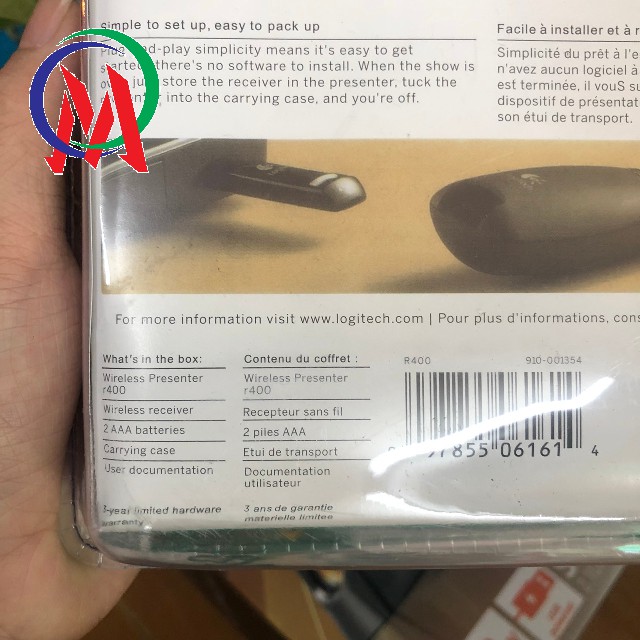 simple to set up, easy to pack up
play simplicity means it's easy to get
there's no software to install. When the show is
store the receiver in the presenter, tuck the
into the carrying case, and you're off.
Facile à installer et à
Simplicité du prêt à
n'avez aucun logiciel à
est terminée, il vouS
dispositif de
son étui de transport.
For more information visit www.logitech.com | Pour plus d'informations,
What's in the box:
Wireless Presenter
r400
Wireless receiver
2 AAA batteries
Carrying case
User documentation
limited hardware
warranty
Contenu du coffret :
Wireless Presenter
r400
Recepteur sans fil
2 piles AAA
Etui de transport
Documentation
utilisateur
3 ans de garantie
materielle limitee
R400 910-001354
97855 06161 4
M